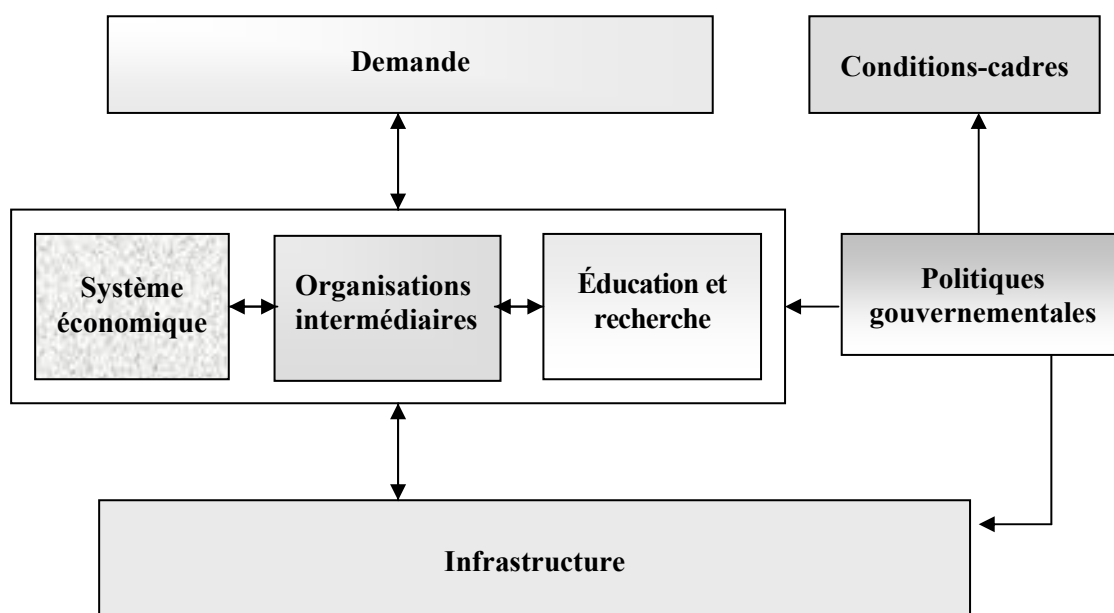 Demande
Conditions-cadres
Système
économique
Organisations
intermédiaires
Éducation et
recherche
Politiques
gouvernementales
Infrastructure